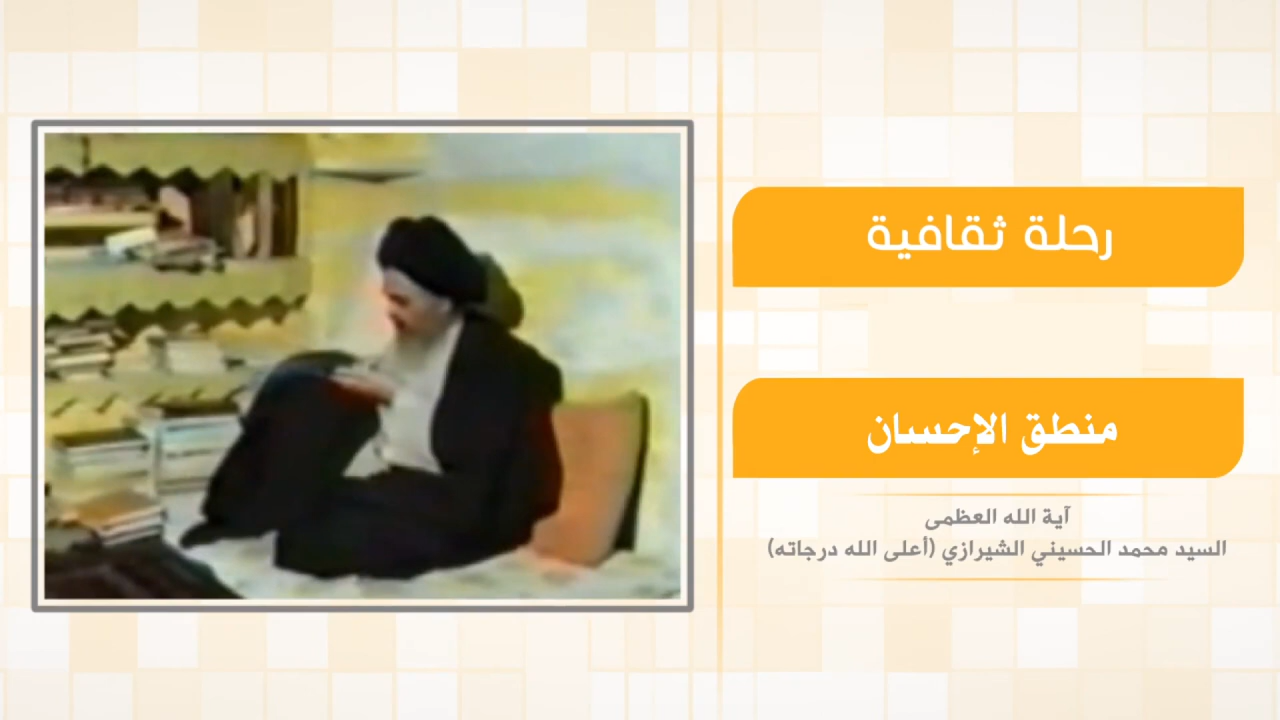 رحلة ثقافية
منطق الإحسان
آية الله العظمى
السيد محمد الحسيني الشيرازي (أعلى الله درجاته)